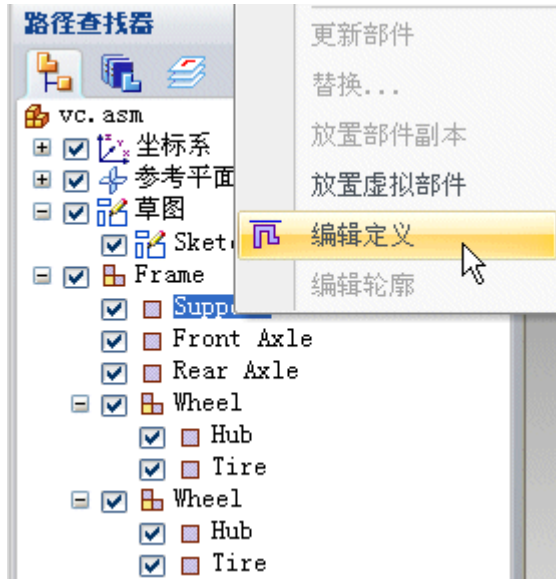 路径查找器
vc.asm
坐标系
参考平面
草图
Frame
Front Axle
Rear Axle
Wheel
Hub
Tire
Wheel
Hub
Tire
更新部件
替换...
放置部件副本
放置虚拟部件
编辑定义
编辑轮廓